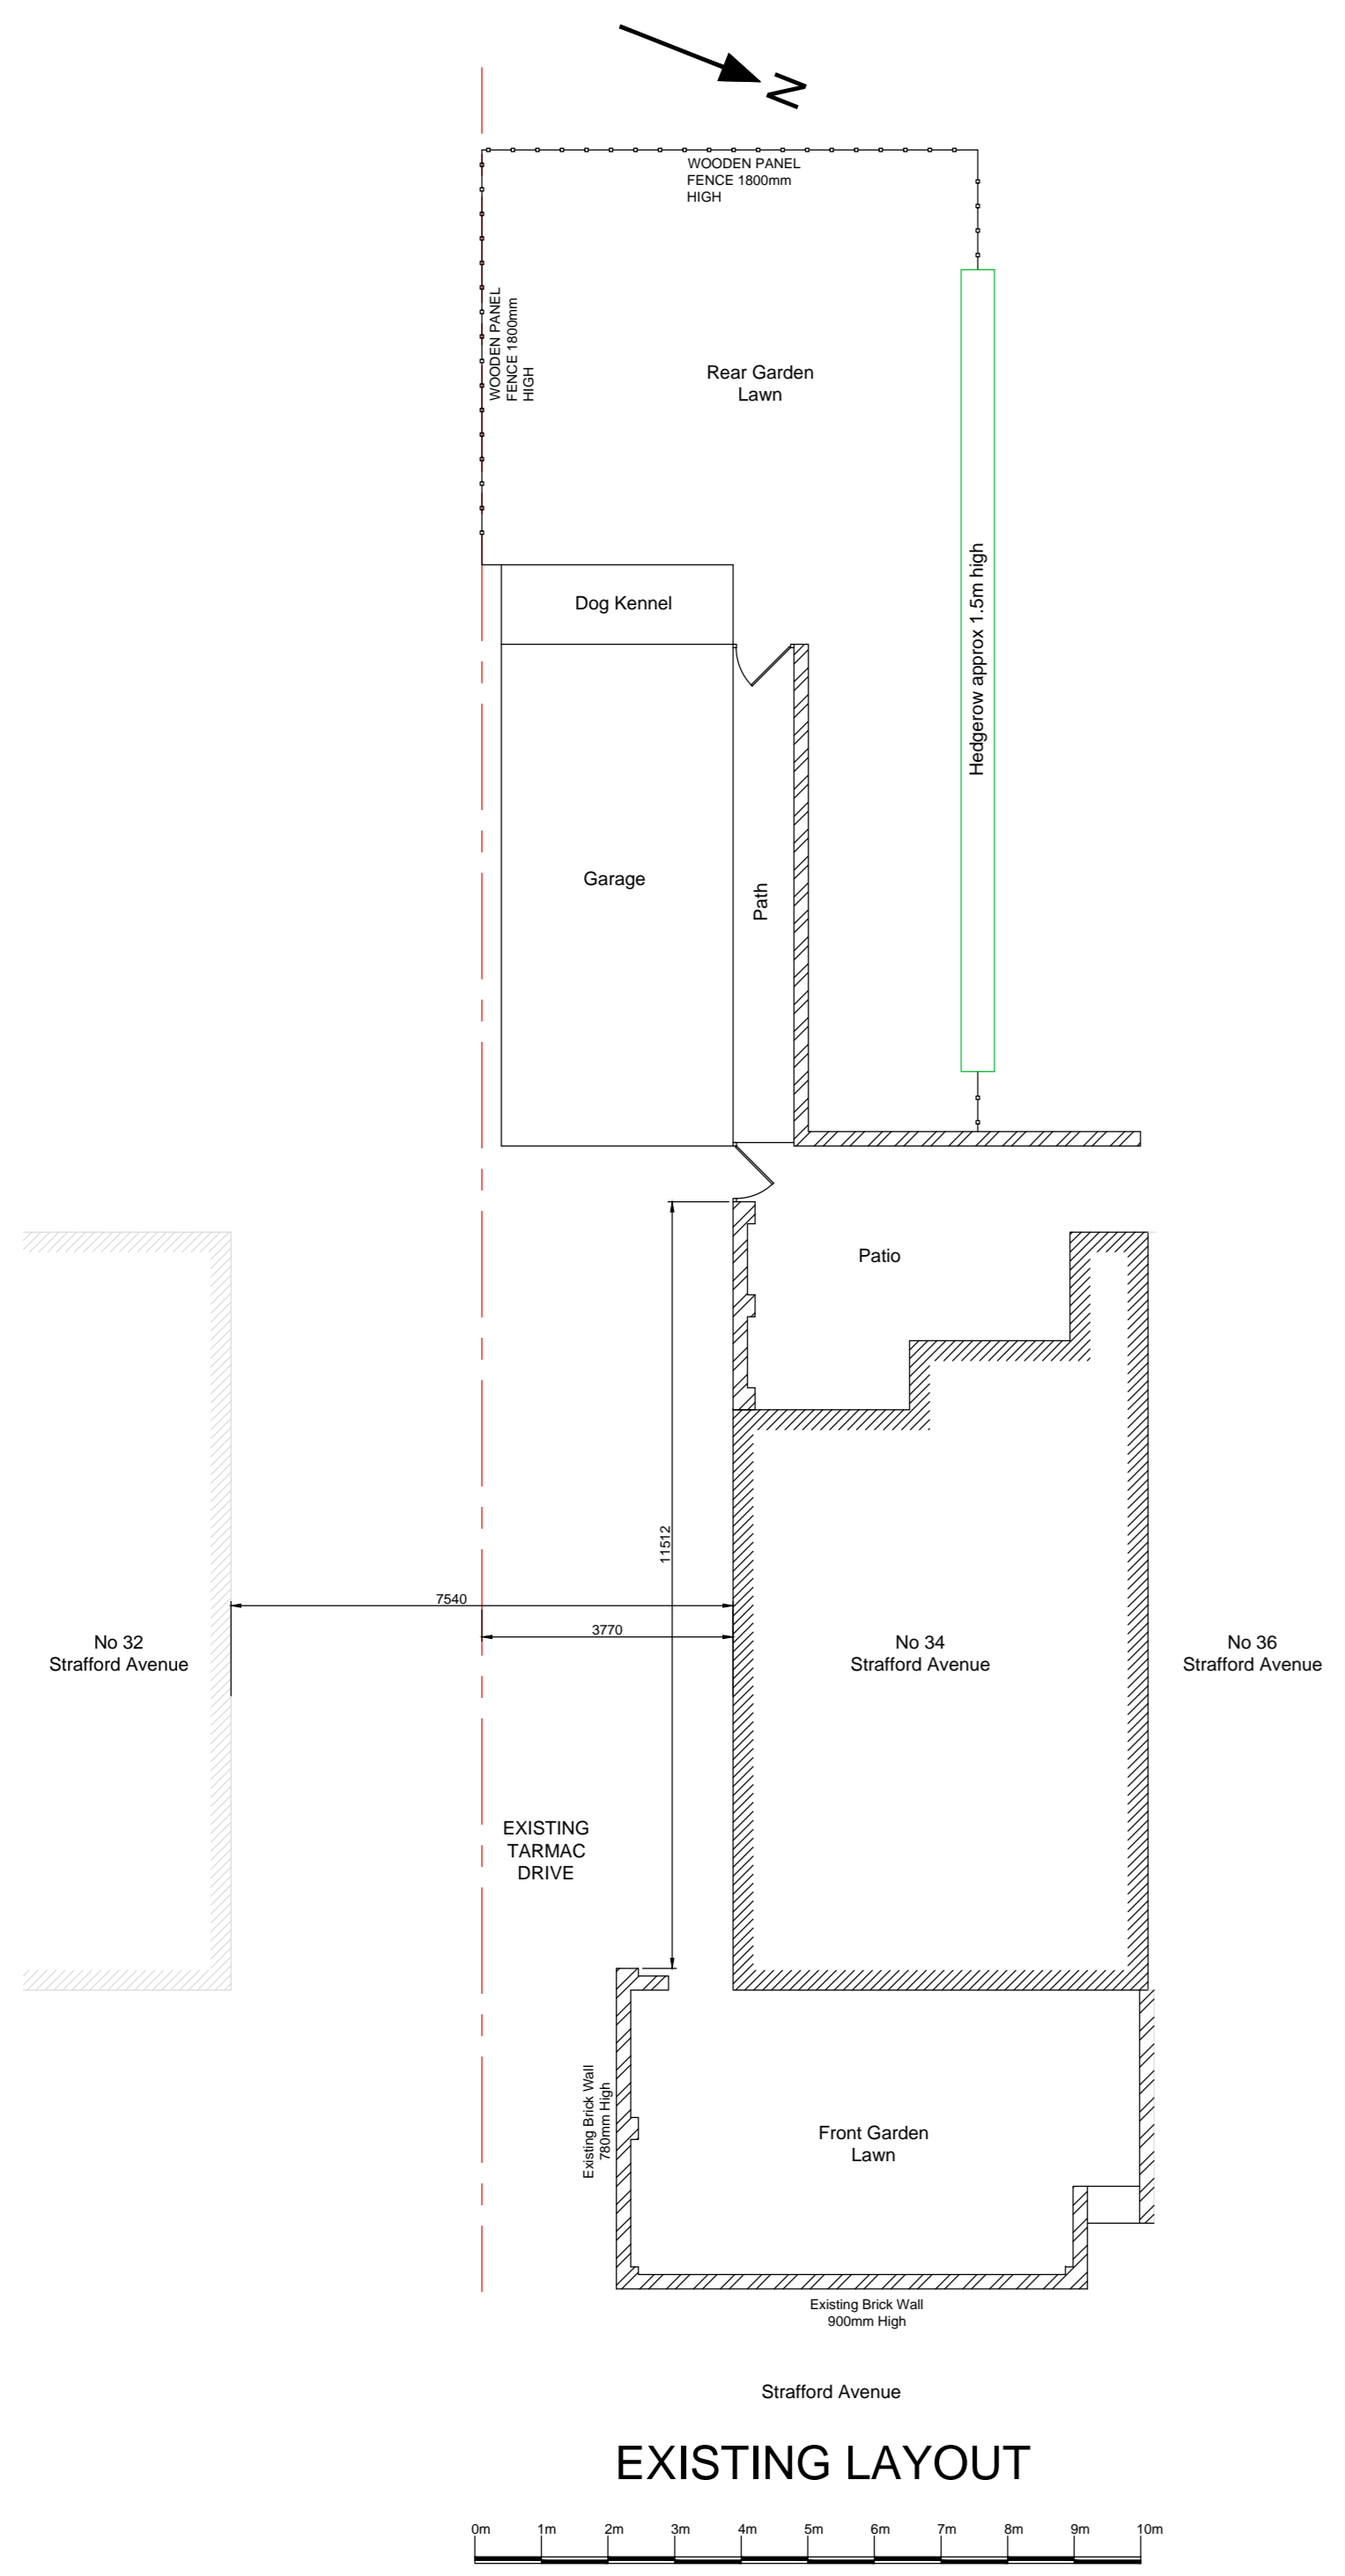 N
WOODEN PANEL
FENCE 1800mm
HIGH
WOODEN PANEL
FENCE 1800mm
HIGH
Rear Garden
Lawn
Hedgerow approx 1.5m high
Dog Kennel
Garage
Path
Patio
11512
7540
3770
No 32
Strafford Avenue
No 34
Strafford Avenue
No 36
Strafford Avenue
EXISTING
TARMAC
DRIVE
Existing Brick Wall
780mm High
Front Garden
Lawn
Existing Brick Wall
900mm High
Strafford Avenue
EXISTING LAYOUT
0m 1m 2m 3m 4m 5m 6m 7m 8m 9m 10m